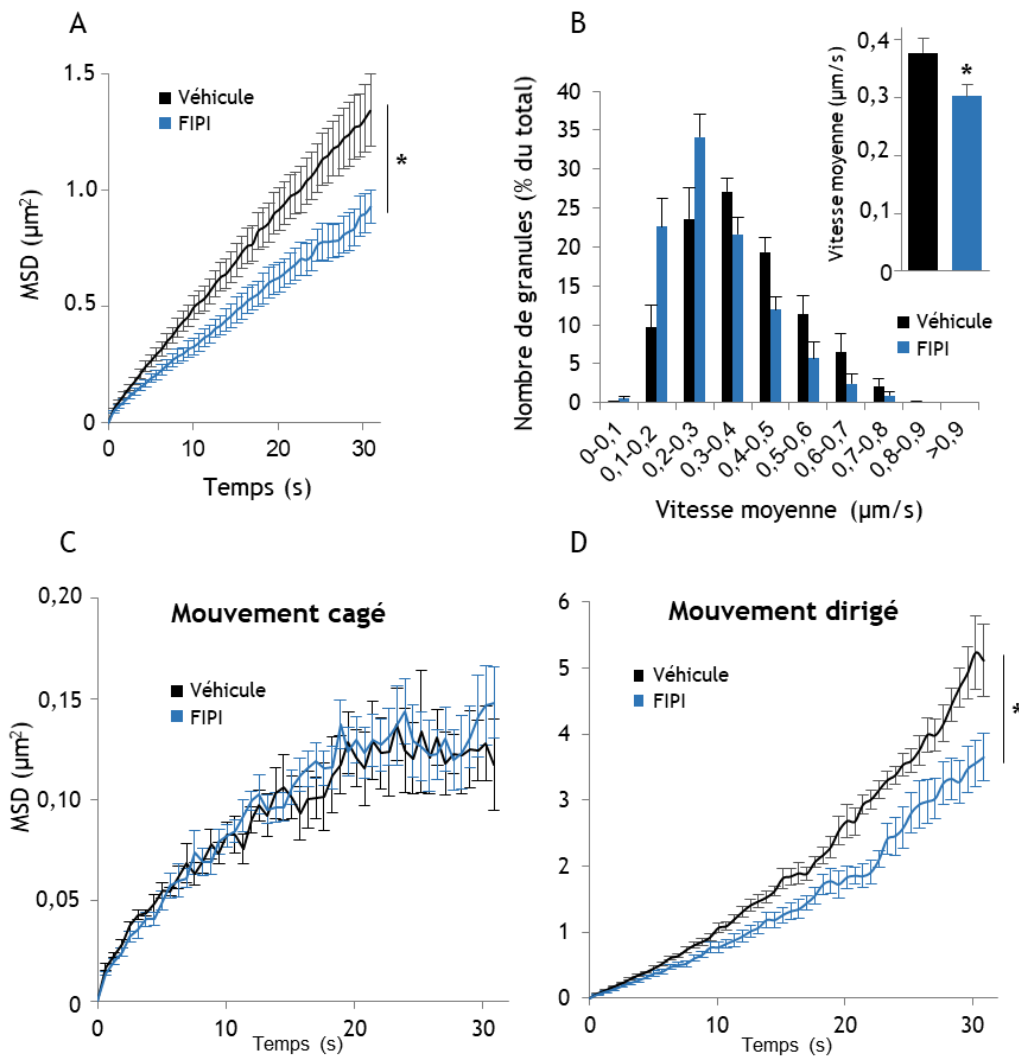 A
1.5
1.0
0.5
0
MSD (µm²)
Véhicule
FIPI
*
10
20
30
Temps (s)
B
40
35
30
25
20
15
10
5
0
Nombre de granules (% du total)
0-0,1
0,1-0,2
0,2-0,3
0,3-0,4
0,4-0,5
0,5-0,6
0,6-0,7
0,7-0,8
0,8-0,9
>0,9
Vitesse moyenne (µm/s)
0,4
0,3
0,2
0,1
0
Vitesse moyenne (µm/s)
*
Véhicule
FIPI
C
0,20
0,15
0,10
0,05
0
MSD (µm²)
Mouvement cagé
Véhicule
FIPI
0
10
20
30
Temps (s)
D
6
5
4
3
2
1
0
Mouvement dirigé
Véhicule
FIPI
*
0
10
20
30
Temps (s)